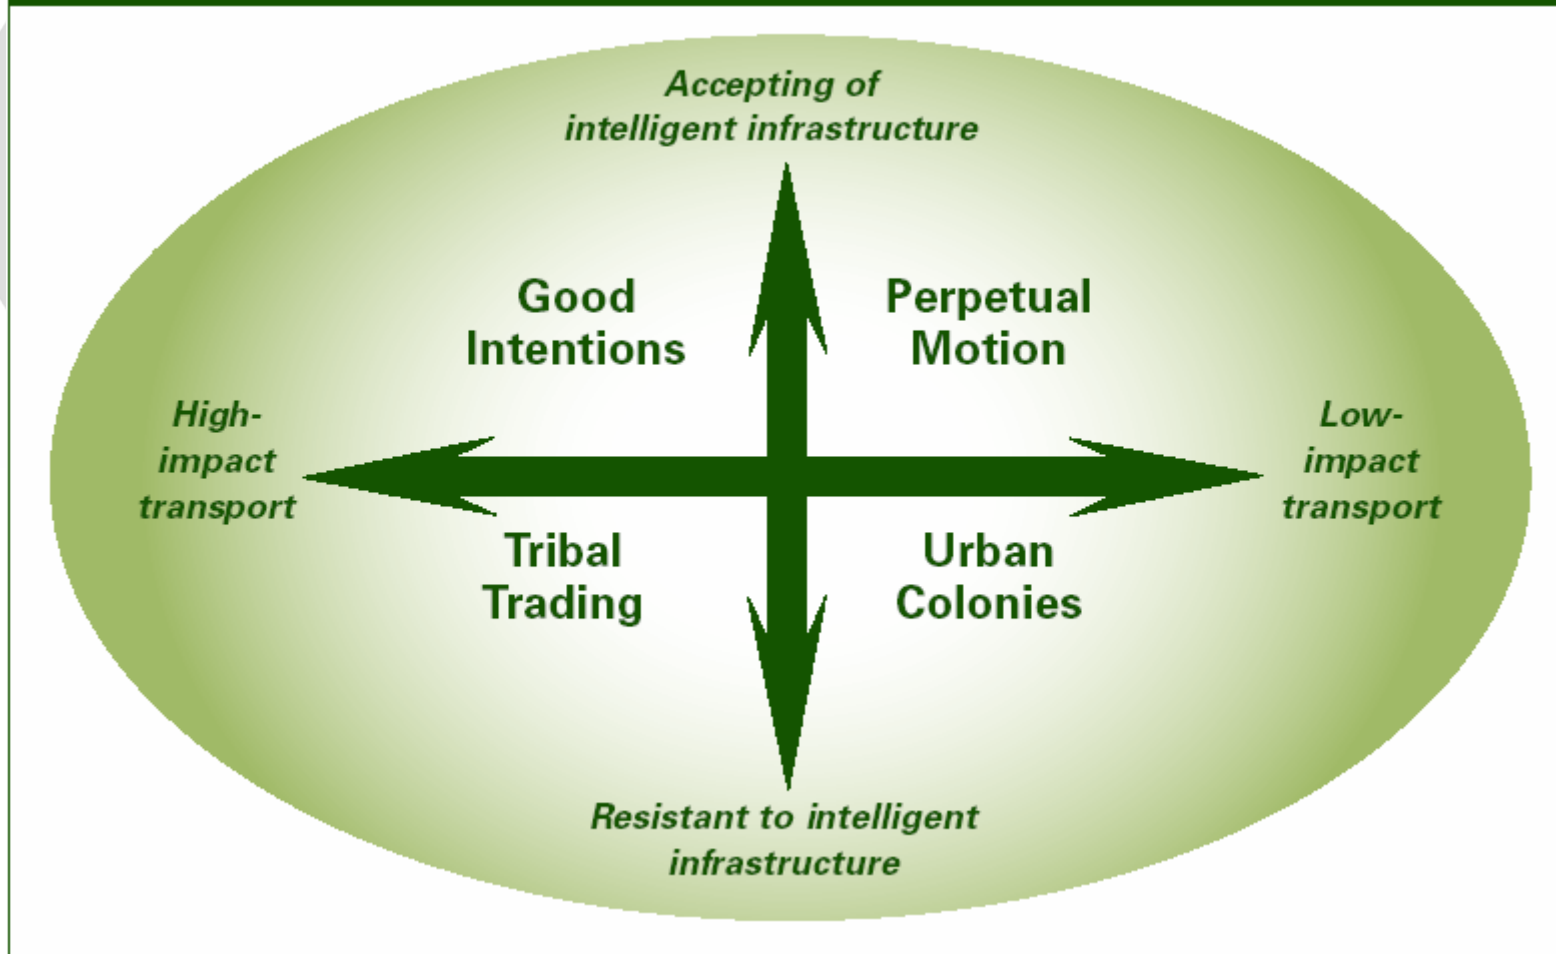 Accepting of
intelligent infrastructure
Good
Intentions
Perpetual
Motion
High-
impact
transport
Low-
impact
transport
Tribal
Trading
Urban
Colonies
Resistant to intelligent
infrastructure